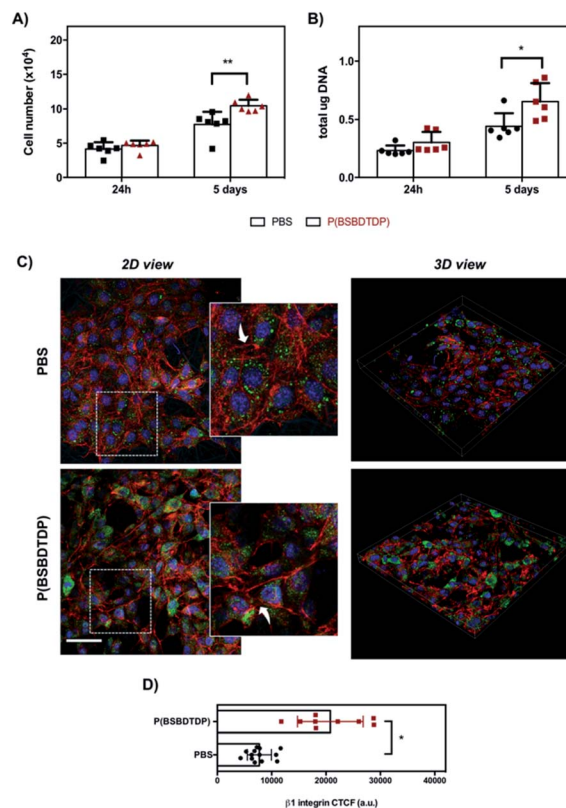 A)
B)
Cell number (x10⁴)
20
15
10
5
0
**
24h
5 days
total ug DNA
1.0
0.5
0.0
*
24h
5 days
PBS
P(BSBDTDP)
C)
2D view
3D view
PBS
P(BSBDTDP)
D)
P(BSBDTDP)
PBS
*
0
10000
20000
30000
40000
β1 integrin CTCF (a.u.)